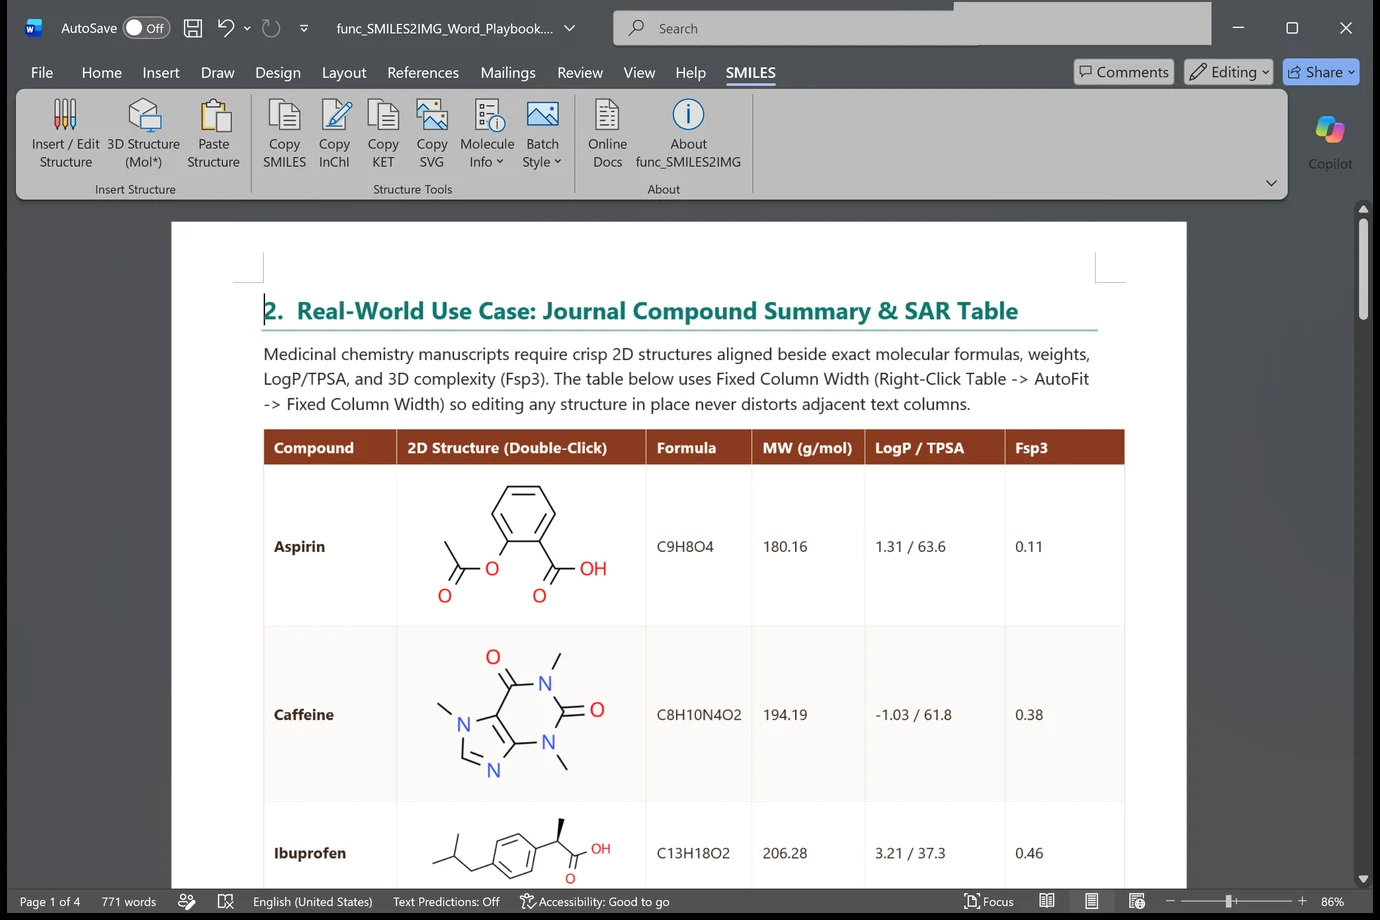 AutoSave Off func_SMILES2IMG_Word_Playbook.... Search
File Home Insert Draw Design Layout References Mailings Review View Help SMILES Comments Editing Share
Insert / Edit Structure
3D Structure (Mol*)
Paste Structure
Insert Structure
Copy SMILES
Copy InChI
Copy KET
Copy SVG
Molecule Info
Batch Style
Structure Tools
Online Docs
About func_SMILES2IMG
About
Copilot
2. Real-World Use Case: Journal Compound Summary & SAR Table
Medicinal chemistry manuscripts require crisp 2D structures aligned beside exact molecular formulas, weights,
LogP/TPSA, and 3D complexity (Fsp3). The table below uses Fixed Column Width (Right-Click Table -> AutoFit
-> Fixed Column Width) so editing any structure in place never distorts adjacent text columns.
Compound 2D Structure (Double-Click) Formula MW (g/mol) LogP / TPSA Fsp3
Aspirin O O OH O C9H8O4 180.16 1.31 / 63.6 0.11
Caffeine O N O N N N C8H10N4O2 194.19 -1.03 / 61.8 0.38
Ibuprofen OH O C13H18O2 206.28 3.21 / 37.3 0.46
Page 1 of 4 771 words English (United States) Text Predictions: Off Accessibility: Good to go Focus 86%